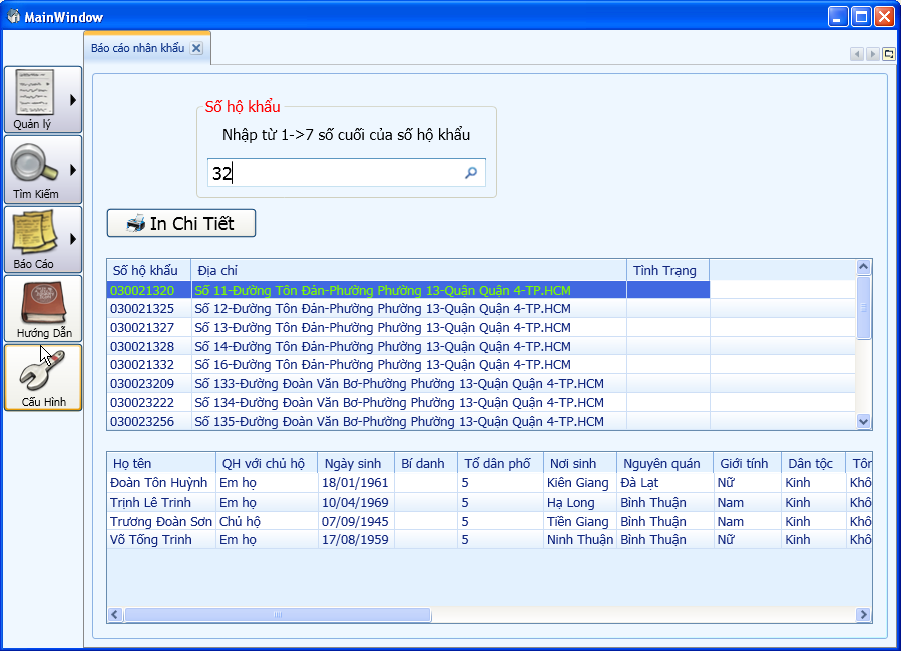 MainWindow
Báo cáo nhân khẩu
Quản lý
Tìm Kiếm
Báo Cáo
Hướng Dẫn
Cấu Hình
Số hộ khẩu
Nhập từ 1->7 số cuối của số hộ khẩu
32
In Chi Tiết
Số hộ khẩu Địa chỉ Tình Trạng
030021320 Số 11-Đường Tôn Đản-Phường Phường 13-Quận Quận 4-TP.HCM
030021325 Số 12-Đường Tôn Đản-Phường Phường 13-Quận Quận 4-TP.HCM
030021327 Số 13-Đường Tôn Đản-Phường Phường 13-Quận Quận 4-TP.HCM
030021328 Số 14-Đường Tôn Đản-Phường Phường 13-Quận Quận 4-TP.HCM
030021332 Số 16-Đường Tôn Đản-Phường Phường 13-Quận Quận 4-TP.HCM
030023209 Số 133-Đường Đoàn Văn Bơ-Phường Phường 13-Quận Quận 4-TP.HCM
030023222 Số 134-Đường Đoàn Văn Bơ-Phường Phường 13-Quận Quận 4-TP.HCM
030023256 Số 135-Đường Đoàn Văn Bơ-Phường Phường 13-Quận Quận 4-TP.HCM
Họ tên QH với chủ hộ Ngày sinh Bí danh Tổ dân phố Nơi sinh Nguyên quán Giới tính Dân tộc Tôn
Đoàn Tôn Huỳnh Em họ 18/01/1961 5 Kiên Giang Đà Lạt Nữ Kinh Khô
Trịnh Lê Trinh Em họ 10/04/1969 5 Hạ Long Bình Thuận Nam Kinh Khô
Trương Đoàn Sơn Chủ hộ 07/09/1945 5 Tiền Giang Bình Thuận Nam Kinh Khô
Võ Tống Trinh Em họ 17/08/1959 5 Ninh Thuận Bình Thuận Nữ Kinh Khô